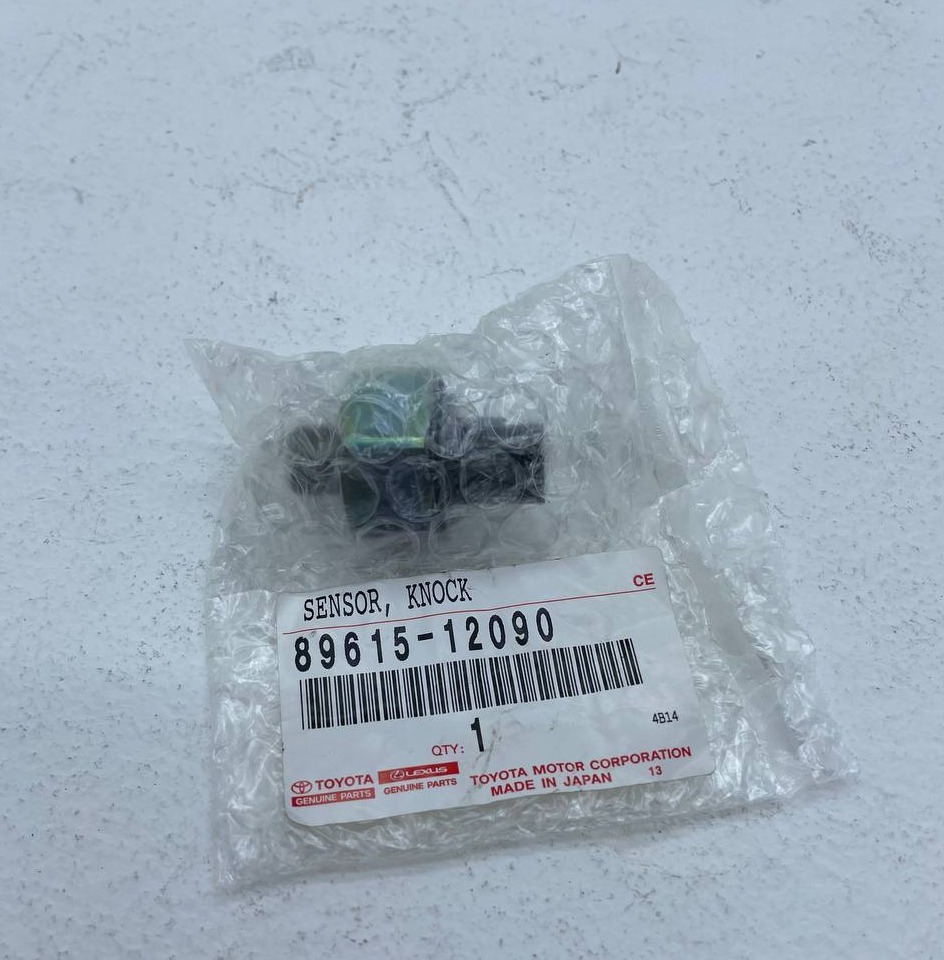 SENSOR, KNOCK
CE
89615-12090
4B14
QTY: 1
TOYOTA
GENUINE PARTS
LEXUS
GENUINE PARTS
TOYOTA MOTOR CORPORATION
MADE IN JAPAN 13